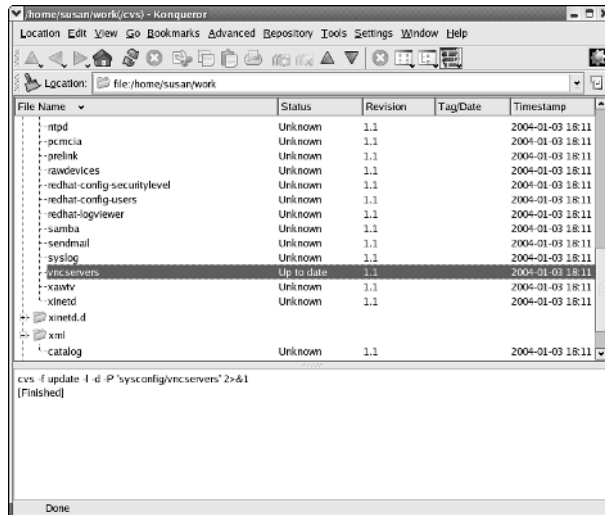 /home/susan/work(/cvs) - Konqueror
Location Edit View Go Bookmarks Advanced Repository Tools Settings Window Help
Location: file:/home/susan/work
File Name Status Revision Tag/Date Timestamp
ntpd Unknown 1.1 2004-01-03 18:11
pcmcia Unknown 1.1 2004-01-03 18:11
prelink Unknown 1.1 2004-01-03 18:11
rawdevices Unknown 1.1 2004-01-03 18:11
redhat-config-securitylevel Unknown 1.1 2004-01-03 18:11
redhat-config-users Unknown 1.1 2004-01-03 18:11
redhat-logviewer Unknown 1.1 2004-01-03 18:11
samba Unknown 1.1 2004-01-03 18:11
sendmail Unknown 1.1 2004-01-03 18:11
syslog Unknown 1.1 2004-01-03 18:11
vncservers Up to date 1.1 2004-01-03 18:11
xawtv Unknown 1.1 2004-01-03 18:11
xinetd Unknown 1.1 2004-01-03 18:11
xinetd.d
xml
catalog Unknown 1.1 2004-01-03 18:11
cvs -f update -l -d -P 'sysconfig/vncservers' 2>&1
[Finished]
Done